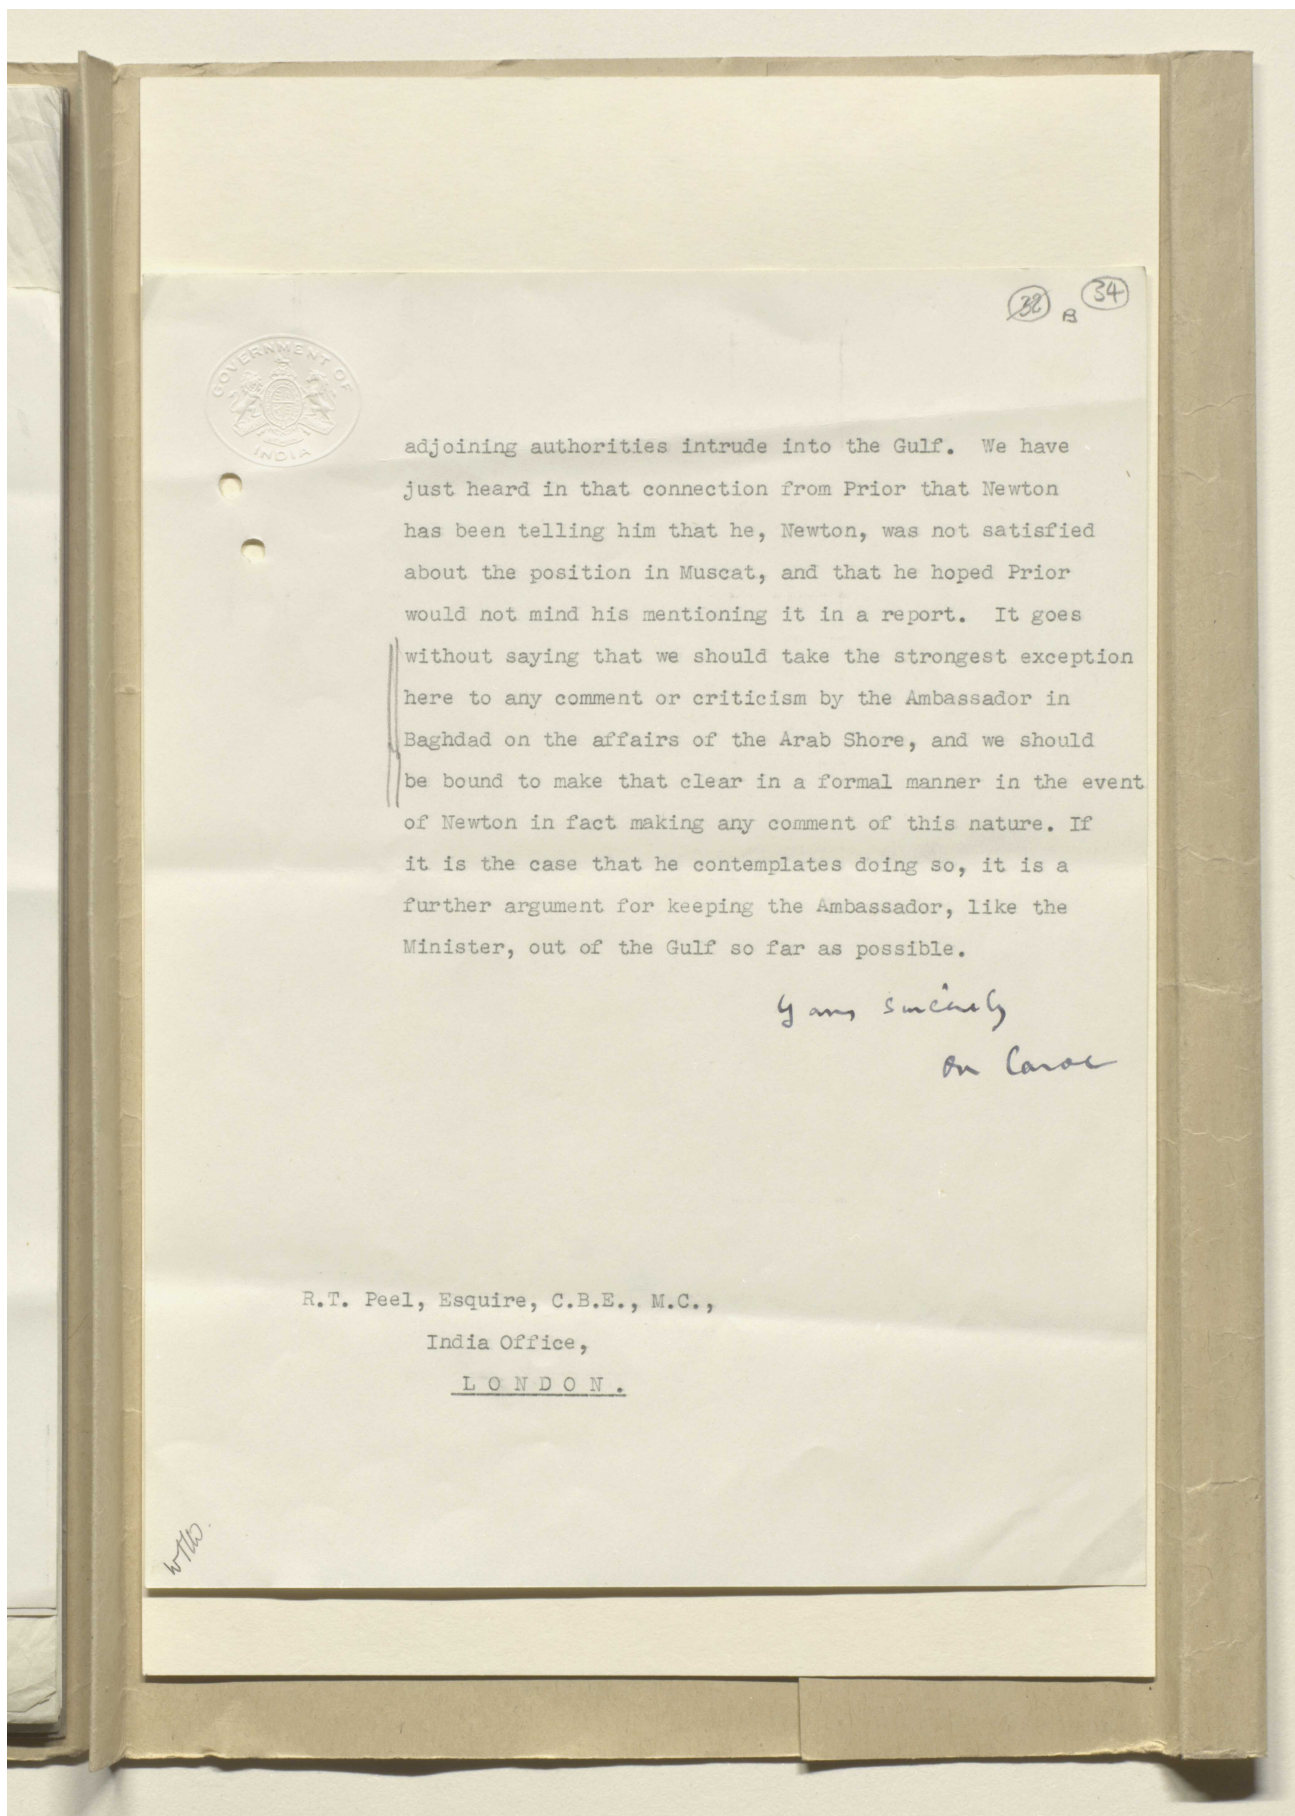 32 B 34
GOVERNMENT OF
INDIA
adjoining authorities intrude into the Gulf. We have
just heard in that connection from Prior that Newton
has been telling him that he, Newton, was not satisfied
about the position in Muscat, and that he hoped Prior
would not mind his mentioning it in a report. It goes
without saying that we should take the strongest exception
here to any comment or criticism by the Ambassador in
Baghdad on the affairs of the Arab Shore, and we should
be bound to make that clear in a formal manner in the event
of Newton in fact making any comment of this nature. If
it is the case that he contemplates doing so, it is a
further argument for keeping the Ambassador, like the
Minister, out of the Gulf so far as possible.
Yours sincerely
Caroe
R.T. Peel, Esquire, C.B.E., M.C.,
India Office,
LONDON.